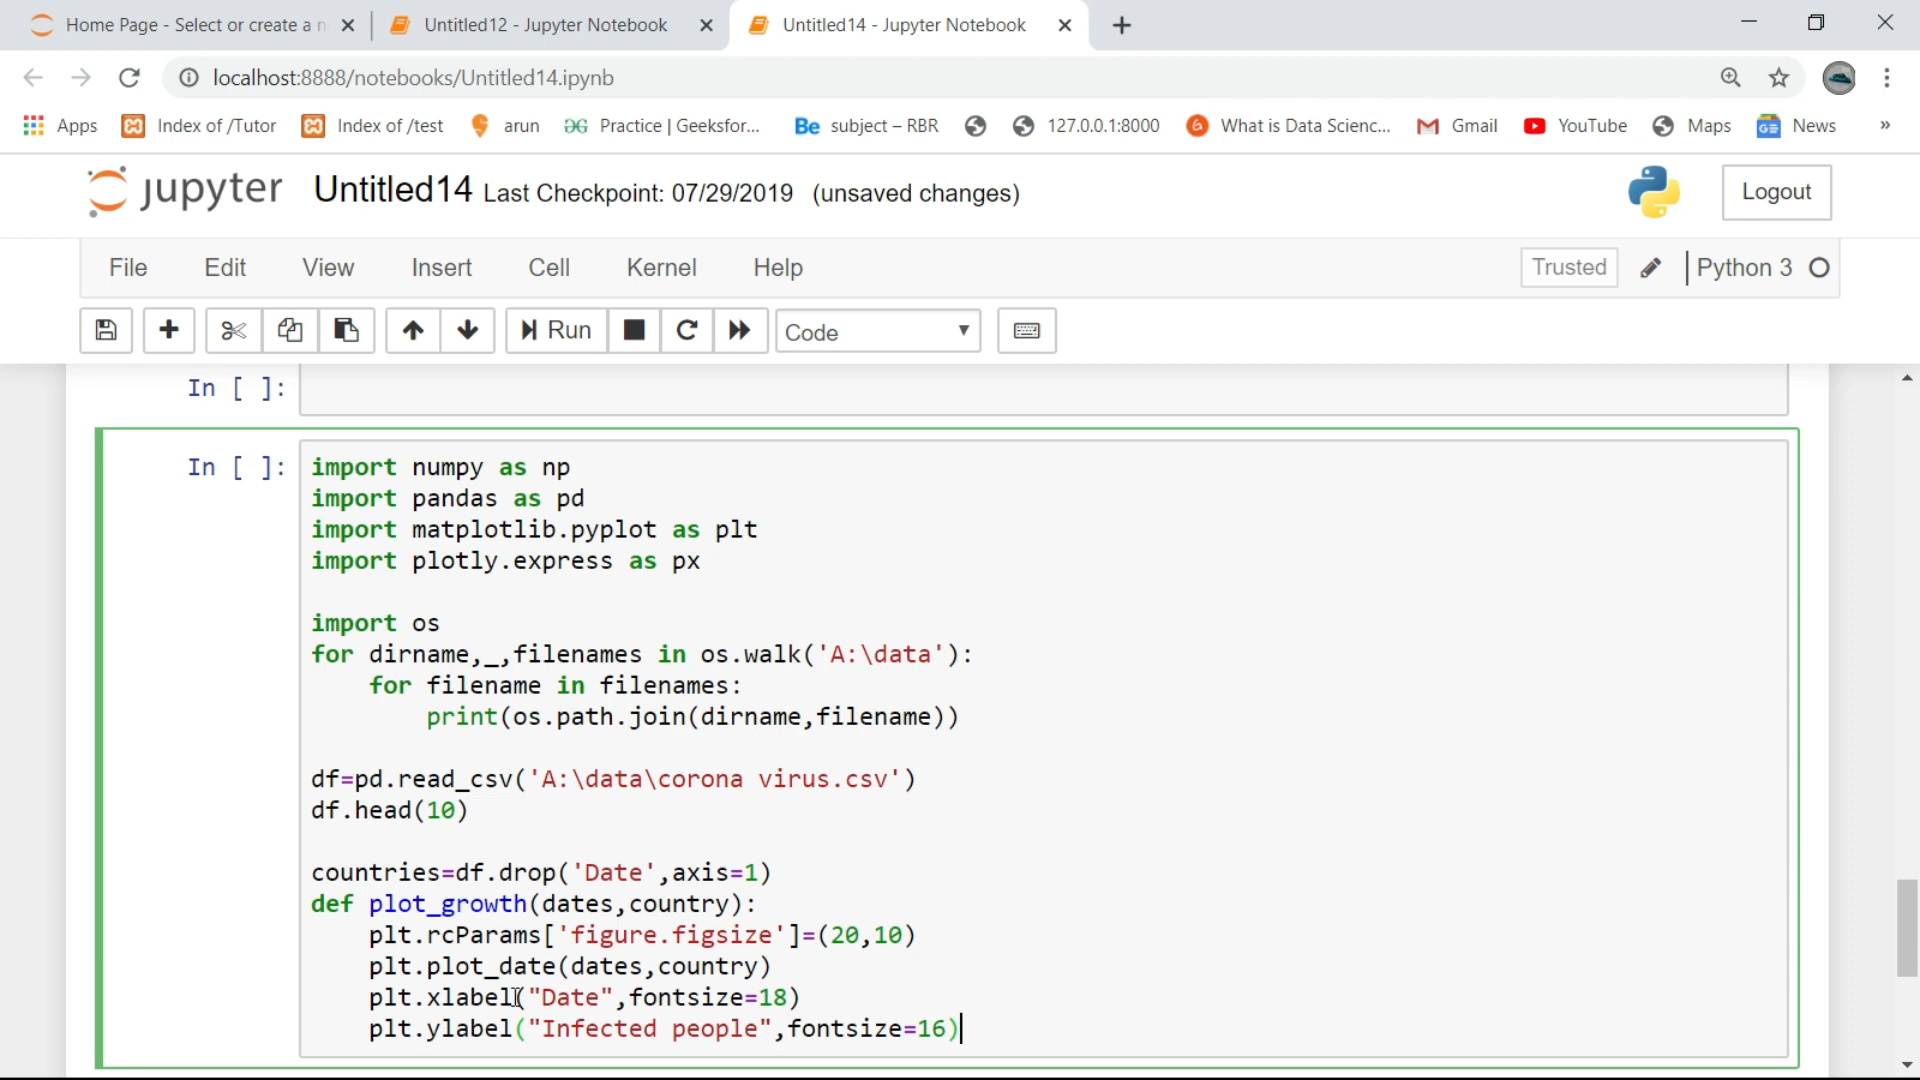 Home Page - Select or create a n
Untitled12 - Jupyter Notebook
Untitled14 - Jupyter Notebook
localhost:8888/notebooks/Untitled14.ipynb
Apps Index of /Tutor Index of /test arun Practice | Geeksfor... Be subject – RBR 127.0.0.1:8000 What is Data Scienc... Gmail YouTube Maps News »
jupyter Untitled14 Last Checkpoint: 07/29/2019 (unsaved changes) Logout
File Edit View Insert Cell Kernel Help Trusted Python 3
Run Code
In [ ]:
In [ ]: import numpy as np
import pandas as pd
import matplotlib.pyplot as plt
import plotly.express as px
import os
for dirname,_,filenames in os.walk('A:\data'):
    for filename in filenames:
        print(os.path.join(dirname,filename))
df=pd.read_csv('A:\data\corona virus.csv')
df.head(10)
countries=df.drop('Date',axis=1)
def plot_growth(dates,country):
    plt.rcParams['figure.figsize']=(20,10)
    plt.plot_date(dates,country)
    plt.xlabel("Date",fontsize=18)
    plt.ylabel("Infected people",fontsize=16)